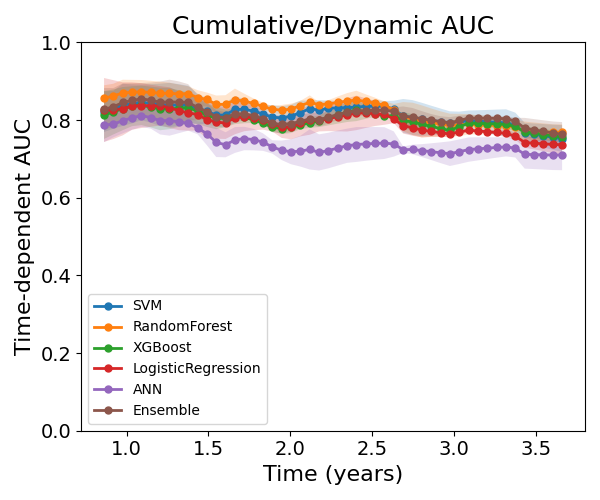 Cumulative/Dynamic AUC
Time-dependent AUC
1.0
0.8
0.6
0.4
0.2
0.0
SVM
RandomForest
XGBoost
LogisticRegression
ANN
Ensemble
1.0 1.5 2.0 2.5 3.0 3.5
Time (years)